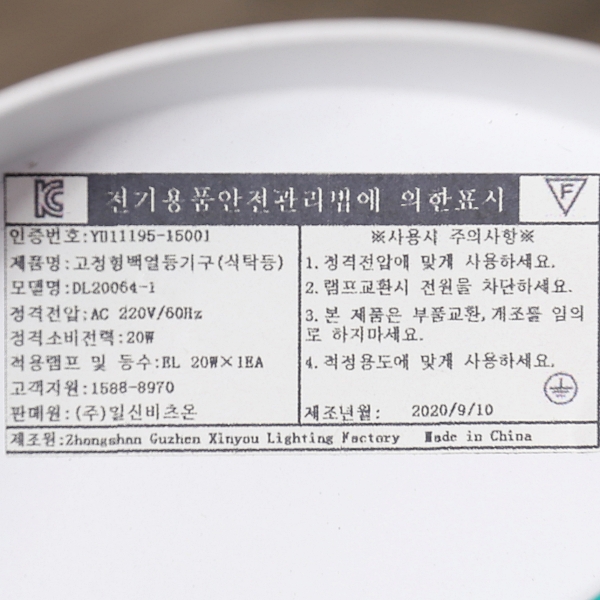 KC 전기용품안전관리법에 의한표시 F
인증번호:YU11195-15001
제품명:고정형백열등기구(식탁등)
모델명:DL20064-1
정격전압:AC 220V/60Hz
정격소비전력:20W
적용램프 및 등수:EL 20W×1EA
고객지원:1588-8970
판매원:(주)일신비츠온
※사용시 주의사항※
1.정격전압에 맞게 사용하세요.
2.램프교환시 전원을 차단하세요.
3.본 제품은 부품교환,개조를 임의
로 하지마세요.
4.적정용도에 맞게 사용하세요.
제조년월: 2020/9/10
제조원:Zhongshan Guzhen Xinyou Lighting Factory Made in China